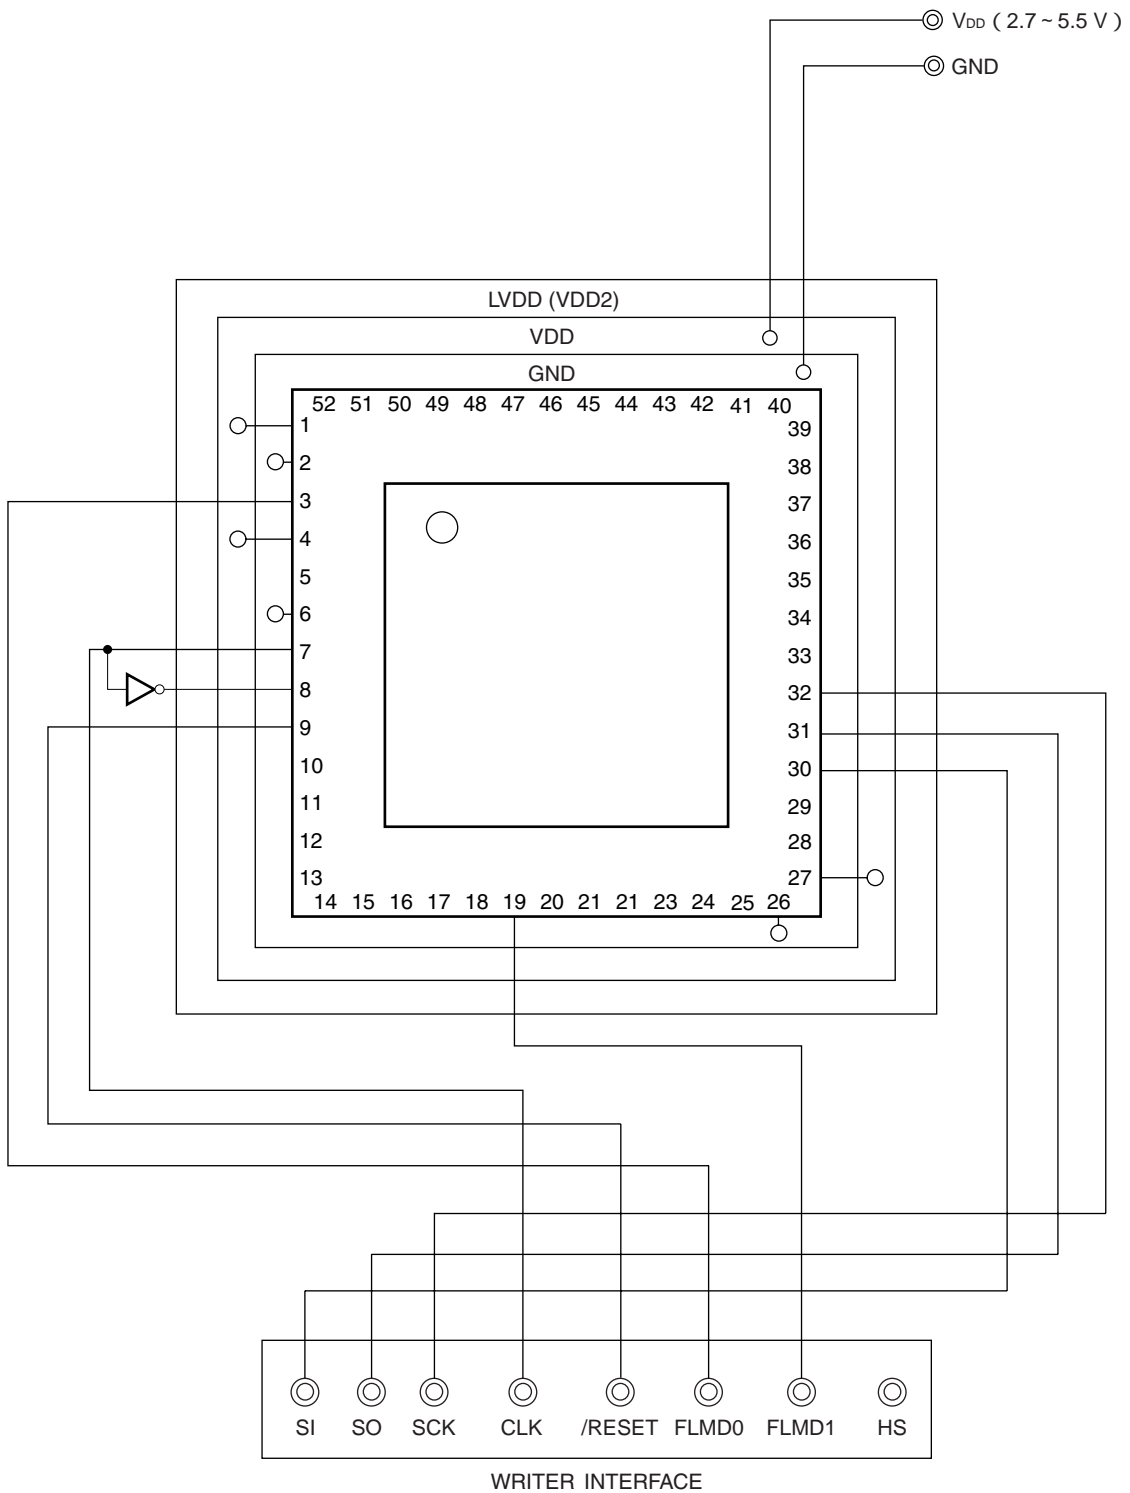 VDD ( 2.7 ~ 5.5 V )
GND
LVDD (VDD2)
VDD
GND
52 51 50 49 48 47 46 45 44 43 42 41 40
1
2
3
4
5
6
7
8
9
10
11
12
13
39
38
37
36
35
34
33
32
31
30
29
28
27
14 15 16 17 18 19 20 21 21 23 24 25 26
SI SO SCK CLK /RESET FLMD0 FLMD1 HS
WRITER INTERFACE